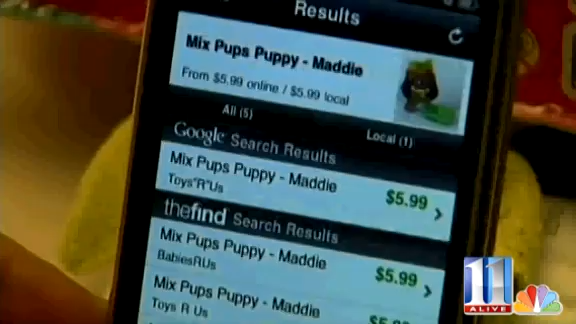 Results
Mix Pups Puppy - Maddie
From $5.99 online / $5.99 local
All (5)
Local (1)
Google Search Results
Mix Pups Puppy - Maddie
Toys"R"Us
$5.99
thefind Search Results
Mix Pups Puppy - Maddie
BabiesRUs
$5.99
Mix Pups Puppy - Maddie
Toys R Us
11
ALIVE